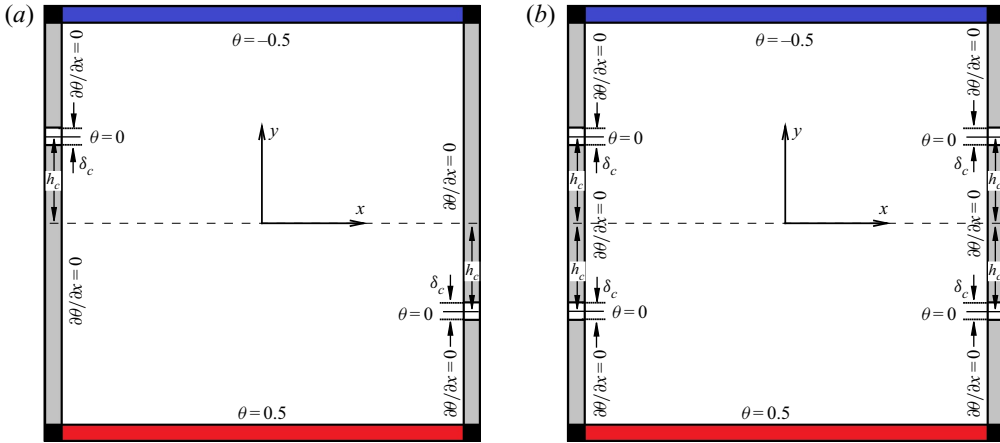 (a)
θ = –0.5
∂θ/∂x = 0
θ = 0
δc
hc
y
x
∂θ/∂x = 0
∂θ/∂x = 0
hc
δc
θ = 0
∂θ/∂x = 0
θ = 0.5
(b)
θ = –0.5
∂θ/∂x = 0
∂θ/∂x = 0
θ = 0
θ = 0
δc
δc
hc
hc
y
x
∂θ/∂x = 0
∂θ/∂x = 0
hc
hc
δc
δc
θ = 0
θ = 0
∂θ/∂x = 0
∂θ/∂x = 0
θ = 0.5